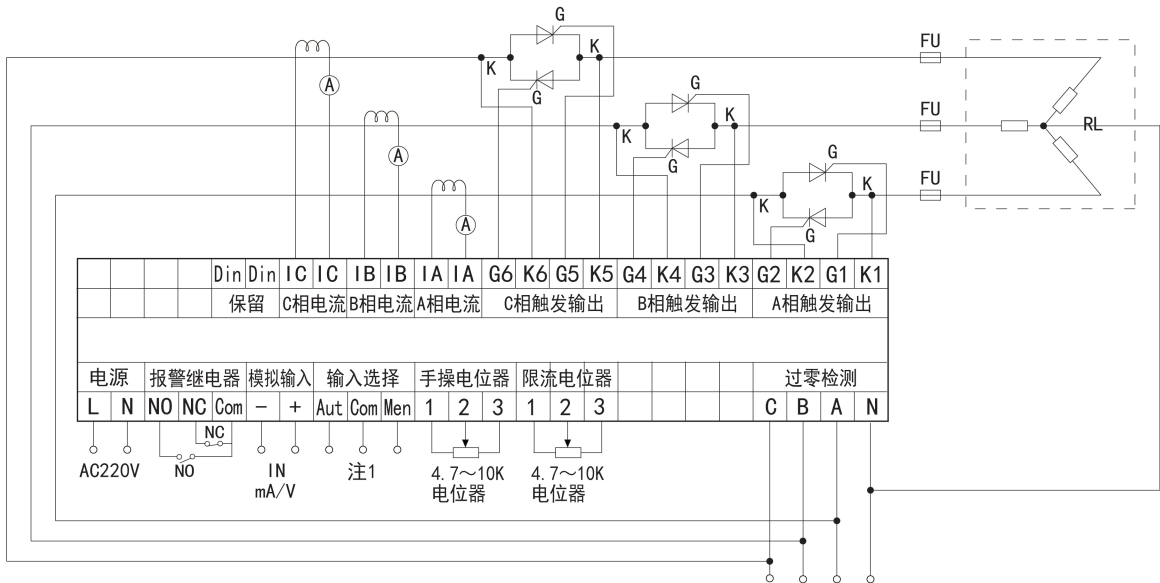 G
K
K
G
FU
A
G
K
K
G
FU
RL
A
G
K
K
G
FU
A
Din Din IC IC IB IB IA IA G6 K6 G5 K5 G4 K4 G3 K3 G2 K2 G1 K1
保留 C相电流 B相电流 A相电流 C相触发输出 B相触发输出 A相触发输出
电源 报警继电器 模拟输入 输入选择 手操电位器 限流电位器 过零检测
L N NO NC Com － + Aut Com Men 1 2 3 1 2 3 C B A N
NC
AC220V NO IN 注1 4.7～10K 4.7～10K
mA/V 电位器 电位器